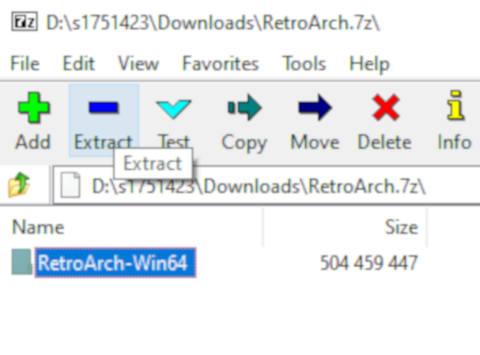 7z D:\s1751423\Downloads\RetroArch.7z\
File Edit View Favorites Tools Help
Add Extract Test Copy Move Delete Info
Extract
D:\s1751423\Downloads\RetroArch.7z\
Name Size
RetroArch-Win64 504 459 447